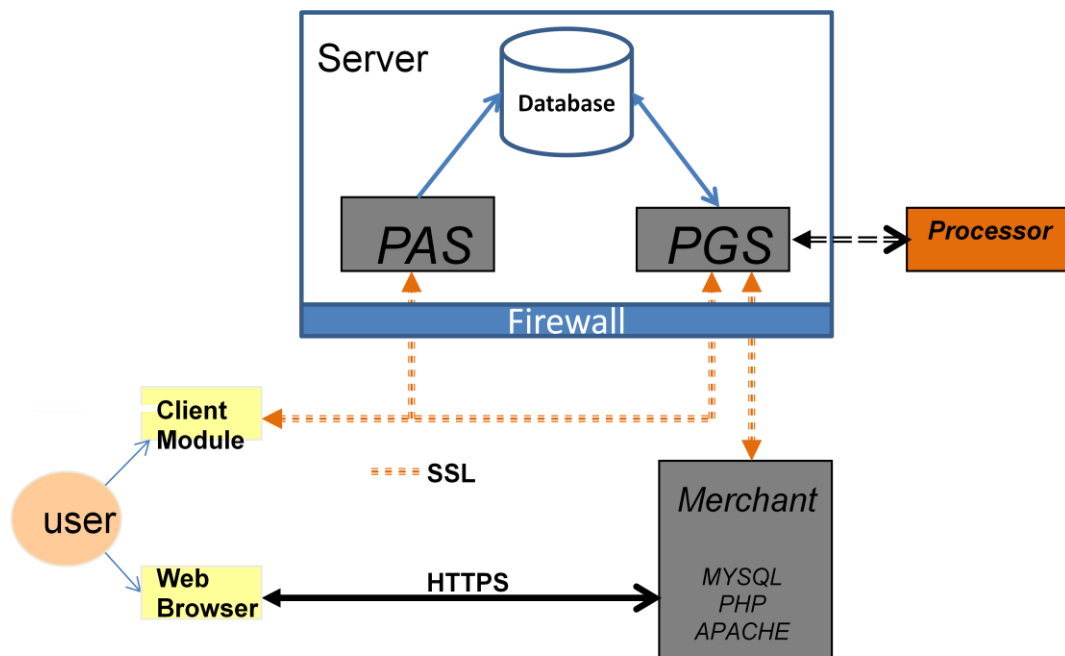 Server
Database
PAS
PGS
Processor
Firewall
Client
Module
SSL
user
Merchant
Web
Browser
HTTPS
MYSQL
PHP
APACHE